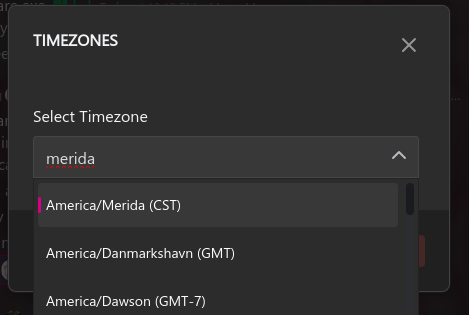 TIMEZONES
Select Timezone
merida
America/Merida (CST)
America/Danmarkshavn (GMT)
America/Dawson (GMT-7)